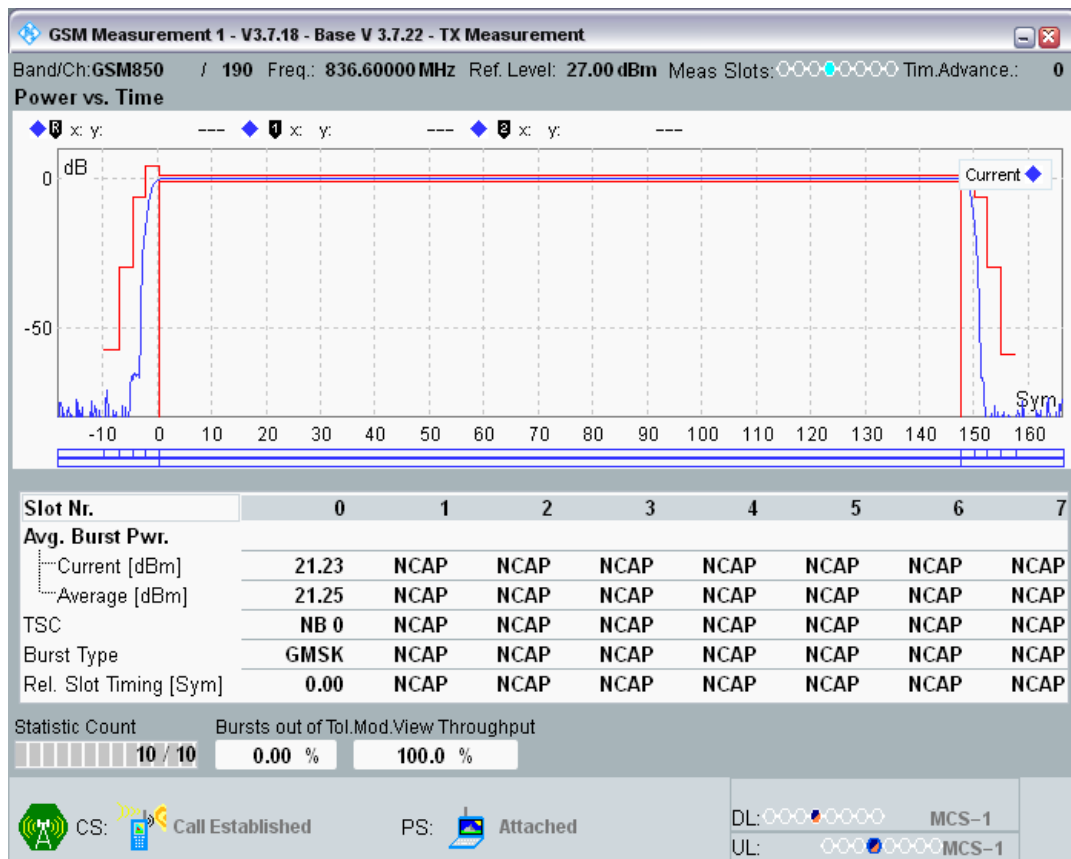 GSM Measurement 1 - V3.7.18 - Base V 3.7.22 - TX Measurement
Band/Ch:GSM850 / 190 Freq.: 836.60000 MHz Ref. Level: 27.00 dBm Meas Slots: Tim.Advance.: 0
Power vs. Time
R x: y: --- 1 x: y: --- 2 x: y: ---
dB
0
Current
-50
Sym
-10 0 10 20 30 40 50 60 70 80 90 100 110 120 130 140 150 160
Slot Nr. 0 1 2 3 4 5 6 7
Avg. Burst Pwr.
Current [dBm] 21.23 NCAP NCAP NCAP NCAP NCAP NCAP NCAP
Average [dBm] 21.25 NCAP NCAP NCAP NCAP NCAP NCAP NCAP
TSC NB 0 NCAP NCAP NCAP NCAP NCAP NCAP NCAP
Burst Type GMSK NCAP NCAP NCAP NCAP NCAP NCAP NCAP
Rel. Slot Timing [Sym] 0.00 NCAP NCAP NCAP NCAP NCAP NCAP NCAP
Statistic Count Bursts out of Tol.Mod.View Throughput
10 / 10 0.00 % 100.0 %
CS: Call Established PS: Attached
DL: MCS-1
UL: MCS-1